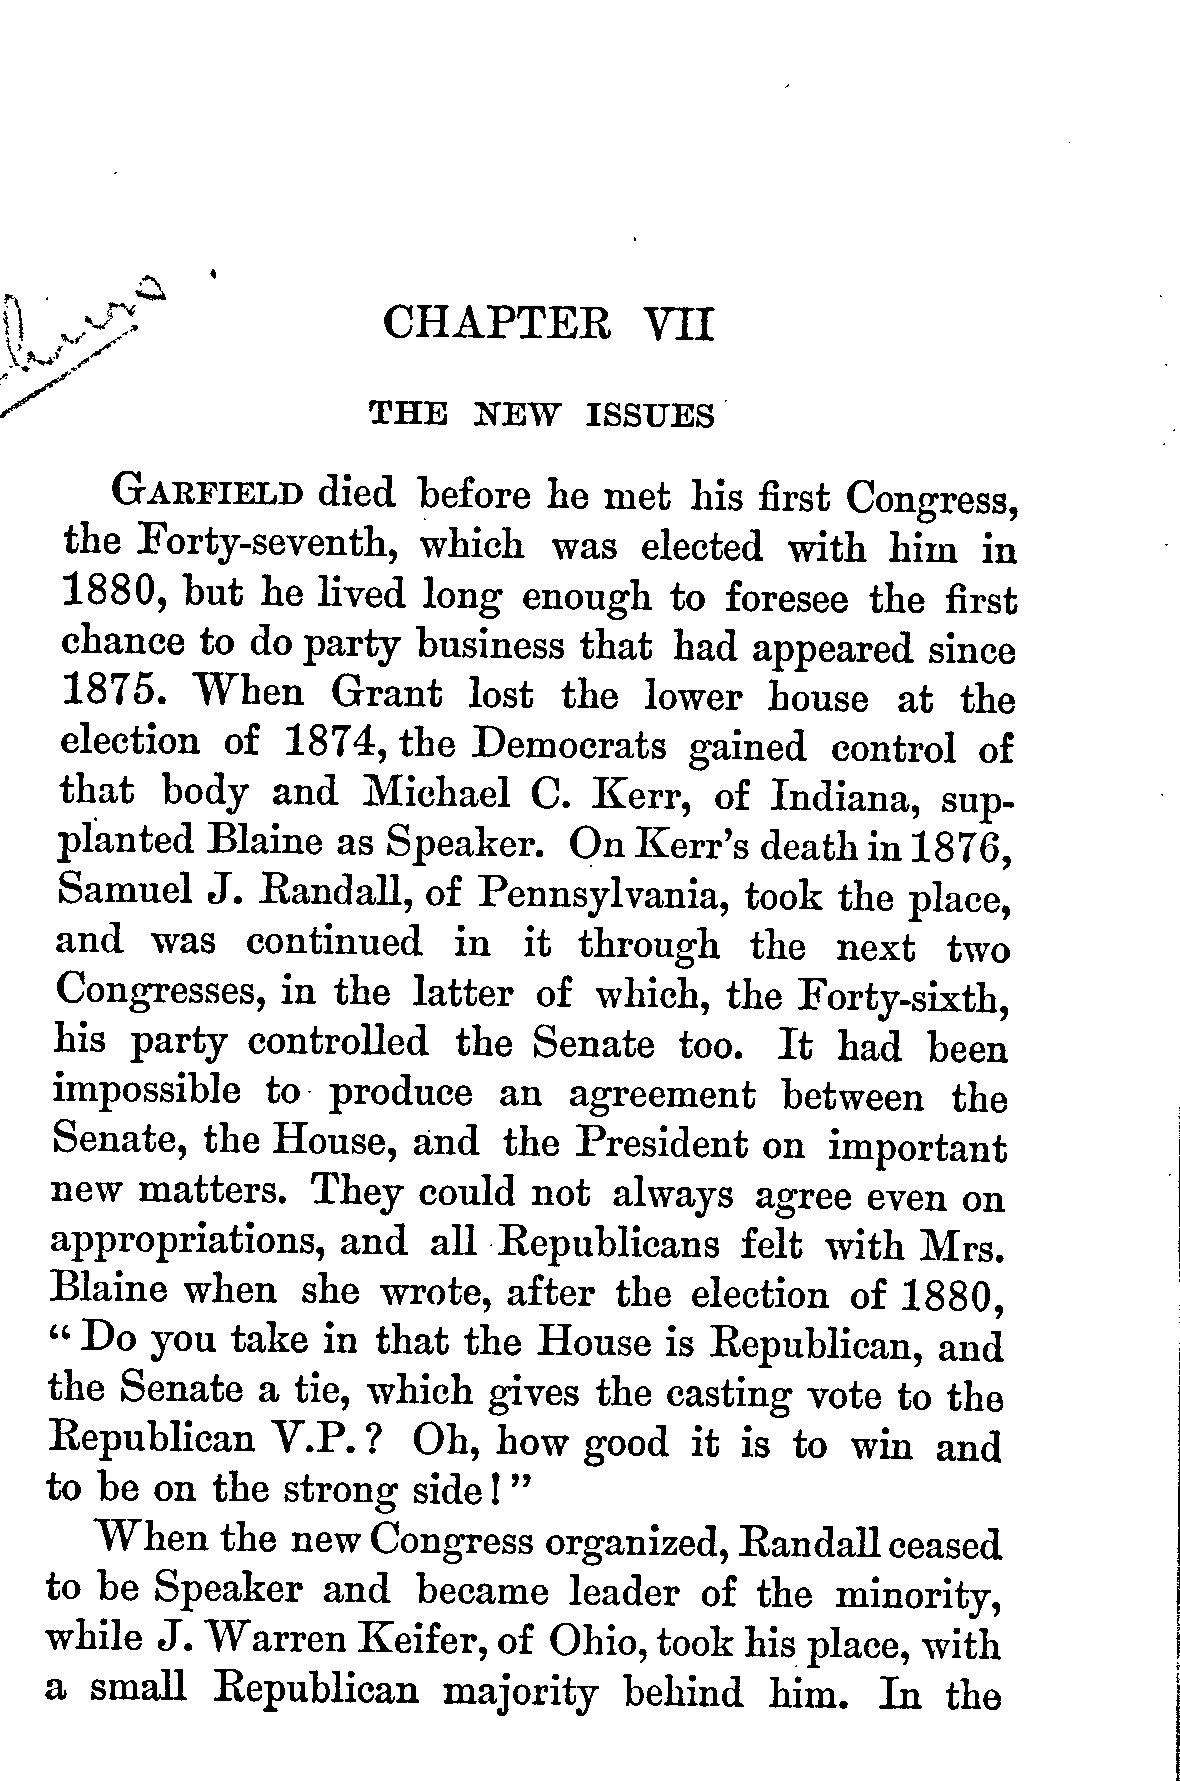 CHAPTER VII
THE NEW ISSUES
GARFIELD died before he met his first Congress,
the Forty-seventh, which was elected with him in
1880, but he lived long enough to foresee the first
chance to do party business that had appeared since
1875. When Grant lost the lower house at the
election of 1874, the Democrats gained control of
that body and Michael C. Kerr, of Indiana, sup-
planted Blaine as Speaker. On Kerr's death in 1876,
Samuel J. Randall, of Pennsylvania, took the place,
and was continued in it through the next two
Congresses, in the latter of which, the Forty-sixth,
his party controlled the Senate too. It had been
impossible to produce an agreement between the
Senate, the House, and the President on important
new matters. They could not always agree even on
appropriations, and all Republicans felt with Mrs.
Blaine when she wrote, after the election of 1880,
“Do you take in that the House is Republican, and
the Senate a tie, which gives the casting vote to the
Republican V.P.? Oh, how good it is to win and
to be on the strong side!”
When the new Congress organized, Randall ceased
to be Speaker and became leader of the minority,
while J. Warren Keifer, of Ohio, took his place, with
a small Republican majority behind him. In the